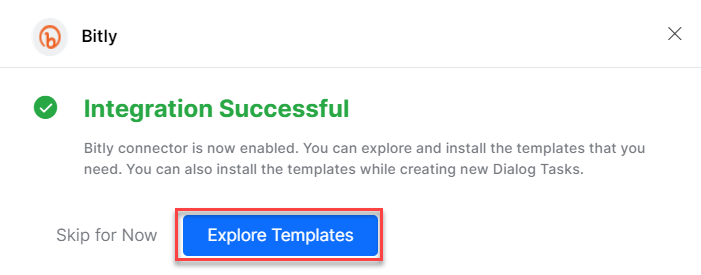 Bitly
Integration Successful
Bitly connector is now enabled. You can explore and install the templates that you
need. You can also install the templates while creating new Dialog Tasks.
Skip for Now
Explore Templates